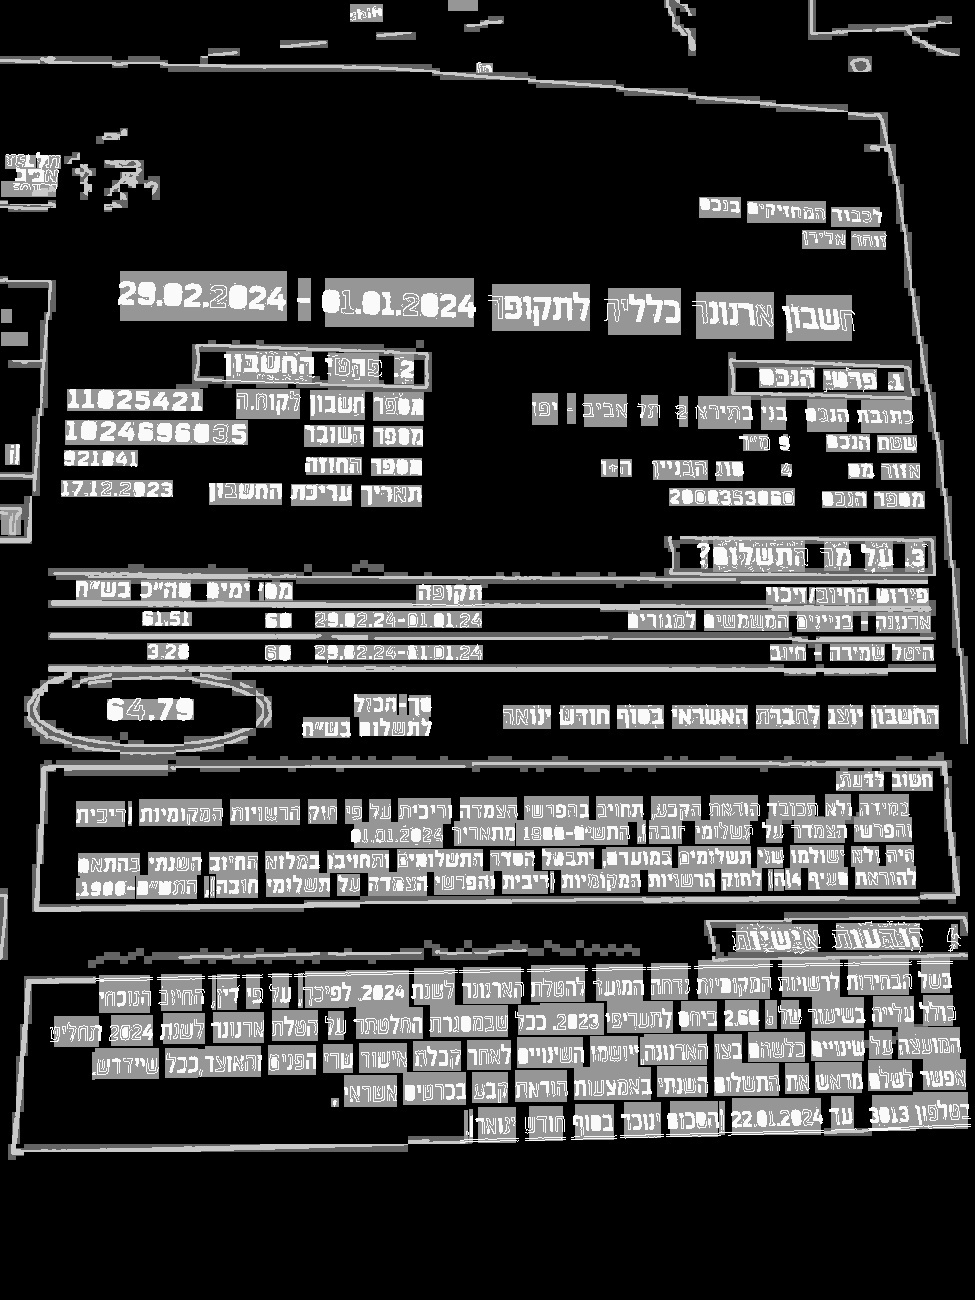 לכבוד המחזיקים בנכס
זוהר אלירן
חשבון ארנונה כללית לתקופה 01.01.2024 - 29.02.2024
1. פרטי הנכס
כתובת הנכס בני בתירא 2 תל אביב - יפו
שטח הנכס 9 מ"ר
אזור מס 4 סוג הבניין
מספר הנכס 2000353060
2. פרטי החשבון
מספר חשבון לקוח 11025421
מספר השובר 1024696035
מספר החוזה 921041
תאריך עריכת החשבון 17.12.2023
3. על מה התשלום?
פירוט החיוב/זיכוי תקופה מס' ימים סה"כ בש"ח
ארנונה - בניינים המשמשים למגורים 29.02.24-01.01.24 60 61.51
היטל שמירה - חיוב 29.02.24-01.01.24 60 3.28
החשבון יוצג לחברת האשראי בסוף חודש ינואר
סך הכול לתשלום בש"ח 64.79
חשוב לדעת
במידה ולא תכובד הוראת הקבע, תחויב בהפרשי הצמדה וריבית על פי חוק הרשויות המקומיות (ריבית
והפרשי הצמדה על תשלומי חובה), התש"ם-1980 מתאריך 01.01.2024
היה ולא ישולמו שני תשלומים במועדם, יתבטל הסדר התשלומים ותחויבו במלוא החיוב השנתי בהתאם
להוראת סעיף 4(ה) לחוק הרשויות המקומיות (ריבית והפרשי הצמדה על תשלומי חובה), התש"ם-1980.
4. הודעות אישיות
בשל הבחירות לרשויות המקומיות נדחה המועד להטלת הארנונה לשנת 2024. לפיכך, על פי דין, החיוב הנוכחי
כולל עלייה בשיעור של 2.68% ביחס לתעריפי 2023. ככל שבמסגרת החלטתה על הטלת ארנונה לשנת 2024 תחליט
המועצה על שינויים כלשהם בצו הארנונה, ייושמו השינויים לאחר קבלת אישור שרי הפנים והאוצר, ככל שיידרש.
אפשר לשלם מראש את התשלום השנתי באמצעות הוראת קבע בכרטיס אשראי
בטלפון 3013 עד 22.01.2024 (הסכום ינוכה בסוף חודש ינואר).